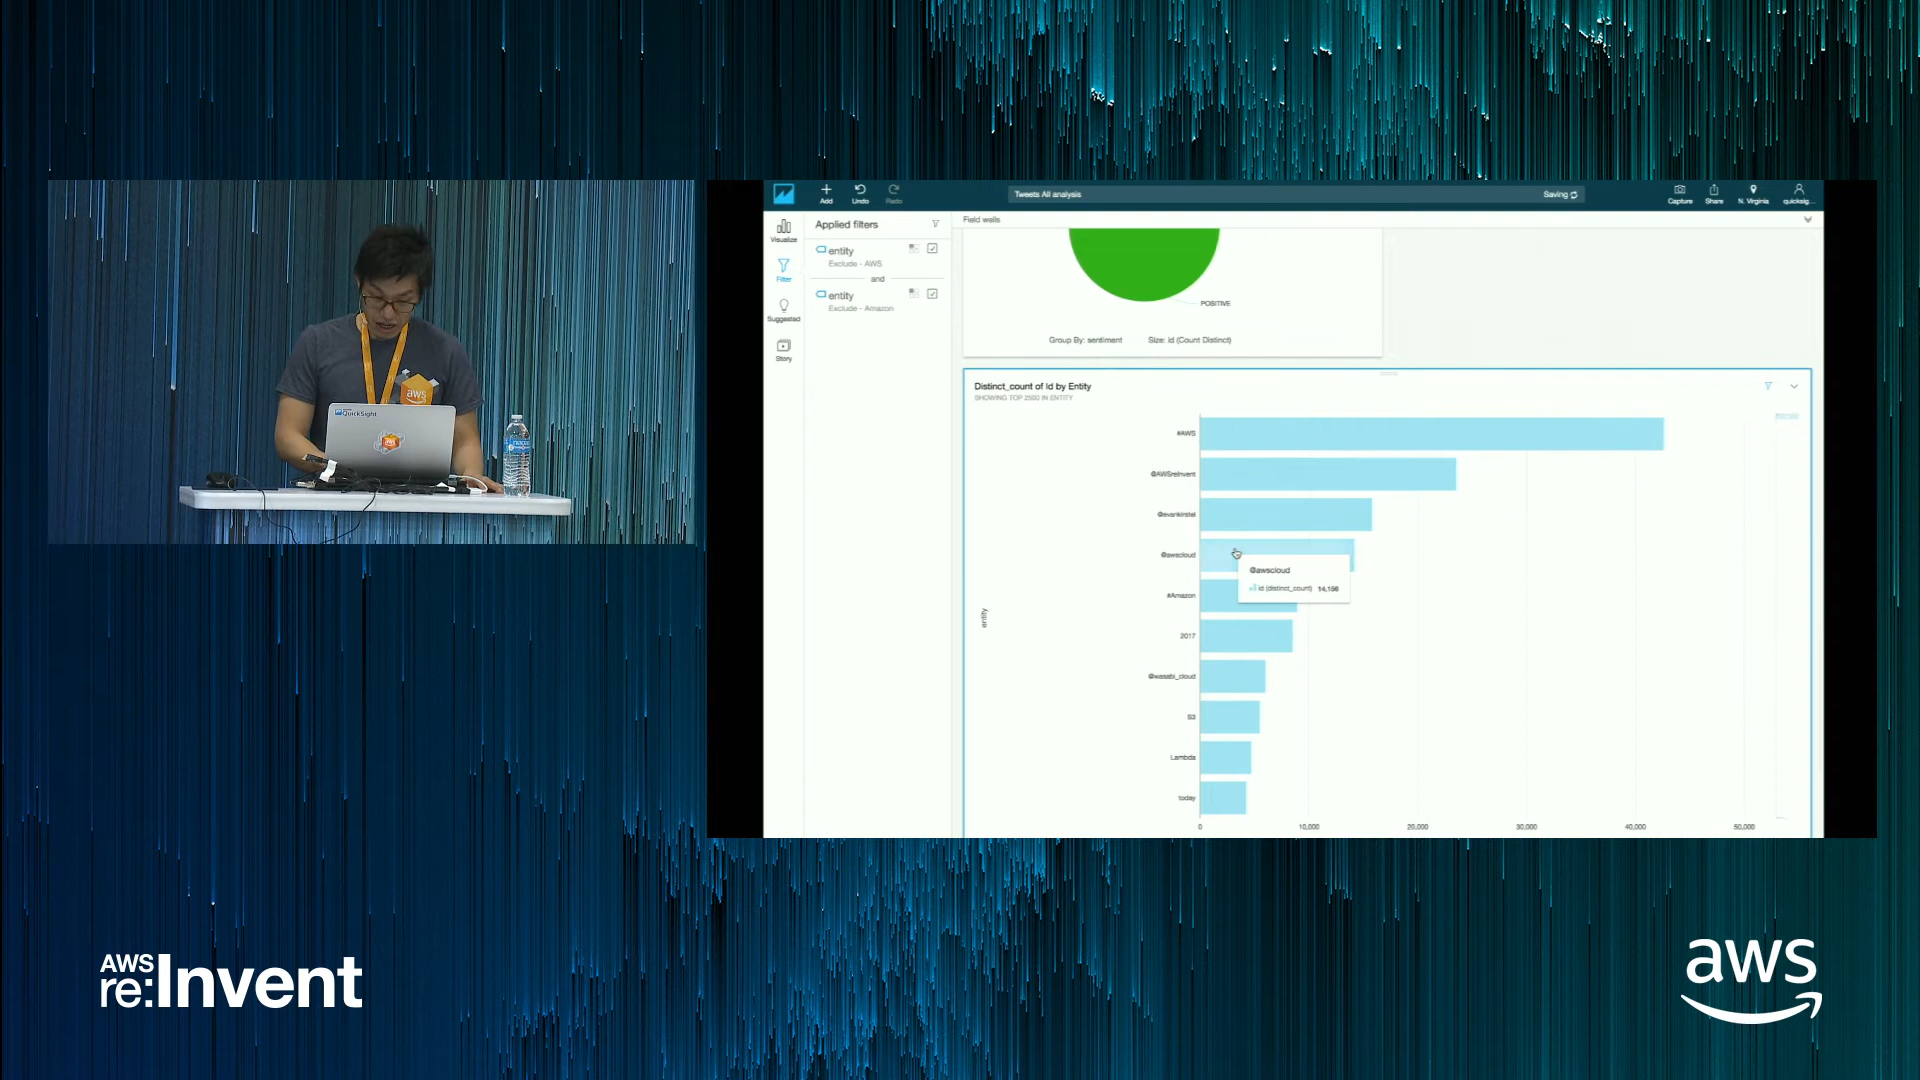 Add
Undo
Redo
Tweets All analysis
Saving
Capture
Share
N. Virginia
quicksig...
Visualize
Filter
Suggested
Story
Applied filters
entity
Exclude - AWS
and
entity
Exclude - Amazon
Field wells
POSITIVE
Group By: sentiment
Size: id (Count Distinct)
Distinct_count of Id by Entity
SHOWING TOP 2500 IN ENTITY
entity
#AWS
@AWSreInvent
@evankirstel
@awscloud
#Amazon
2017
@wasabi_cloud
S3
Lambda
today
@awscloud
id (distinct_count) 14,156
0
10,000
20,000
30,000
40,000
50,000
aws
QuickSight
aws
AWS
re:Invent
aws